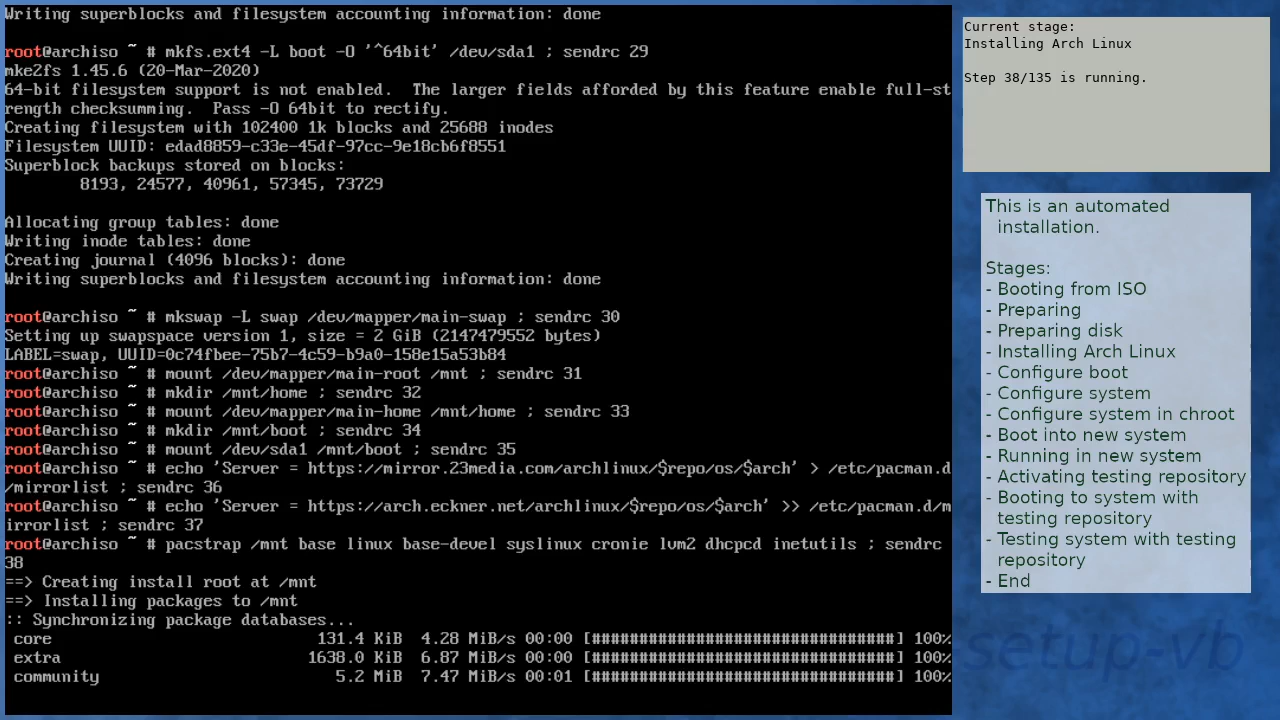 Writing superblocks and filesystem accounting information: done
root@archiso ~ # mkfs.ext4 -L boot -O '^64bit' /dev/sda1 ; sendrc 29
mke2fs 1.45.6 (20-Mar-2020)
64-bit filesystem support is not enabled.  The larger fields afforded by this feature enable full-st
rength checksumming.  Pass -O 64bit to rectify.
Creating filesystem with 102400 1k blocks and 25688 inodes
Filesystem UUID: edad8859-c33e-45df-97cc-9e18cb6f8551
Superblock backups stored on blocks:
8193, 24577, 40961, 57345, 73729
Allocating group tables: done
Writing inode tables: done
Creating journal (4096 blocks): done
Writing superblocks and filesystem accounting information: done
root@archiso ~ # mkswap -L swap /dev/mapper/main-swap ; sendrc 30
Setting up swapspace version 1, size = 2 GiB (2147479552 bytes)
LABEL=swap, UUID=0c74fbee-75b7-4c59-b9a0-158e15a53b84
root@archiso ~ # mount /dev/mapper/main-root /mnt ; sendrc 31
root@archiso ~ # mkdir /mnt/home ; sendrc 32
root@archiso ~ # mount /dev/mapper/main-home /mnt/home ; sendrc 33
root@archiso ~ # mkdir /mnt/boot ; sendrc 34
root@archiso ~ # mount /dev/sda1 /mnt/boot ; sendrc 35
root@archiso ~ # echo 'Server = https://mirror.23media.com/archlinux/$repo/os/$arch' > /etc/pacman.d
/mirrorlist ; sendrc 36
root@archiso ~ # echo 'Server = https://arch.eckner.net/archlinux/$repo/os/$arch' >> /etc/pacman.d/m
irrorlist ; sendrc 37
root@archiso ~ # pacstrap /mnt base linux base-devel syslinux cronie lvm2 dhcpcd inetutils ; sendrc
38
==> Creating install root at /mnt
==> Installing packages to /mnt
:: Synchronizing package databases...
core 131.4 KiB 4.28 MiB/s 00:00 [################################] 100%
extra 1638.0 KiB 6.87 MiB/s 00:00 [################################] 100%
community 5.2 MiB 7.47 MiB/s 00:01 [################################] 100%
Current stage:
Installing Arch Linux
Step 38/135 is running.
This is an automated
installation.
Stages:
- Booting from ISO
- Preparing
- Preparing disk
- Installing Arch Linux
- Configure boot
- Configure system
- Configure system in chroot
- Boot into new system
- Running in new system
- Activating testing repository
- Booting to system with
testing repository
- Testing system with testing
repository
- End
setup-vb